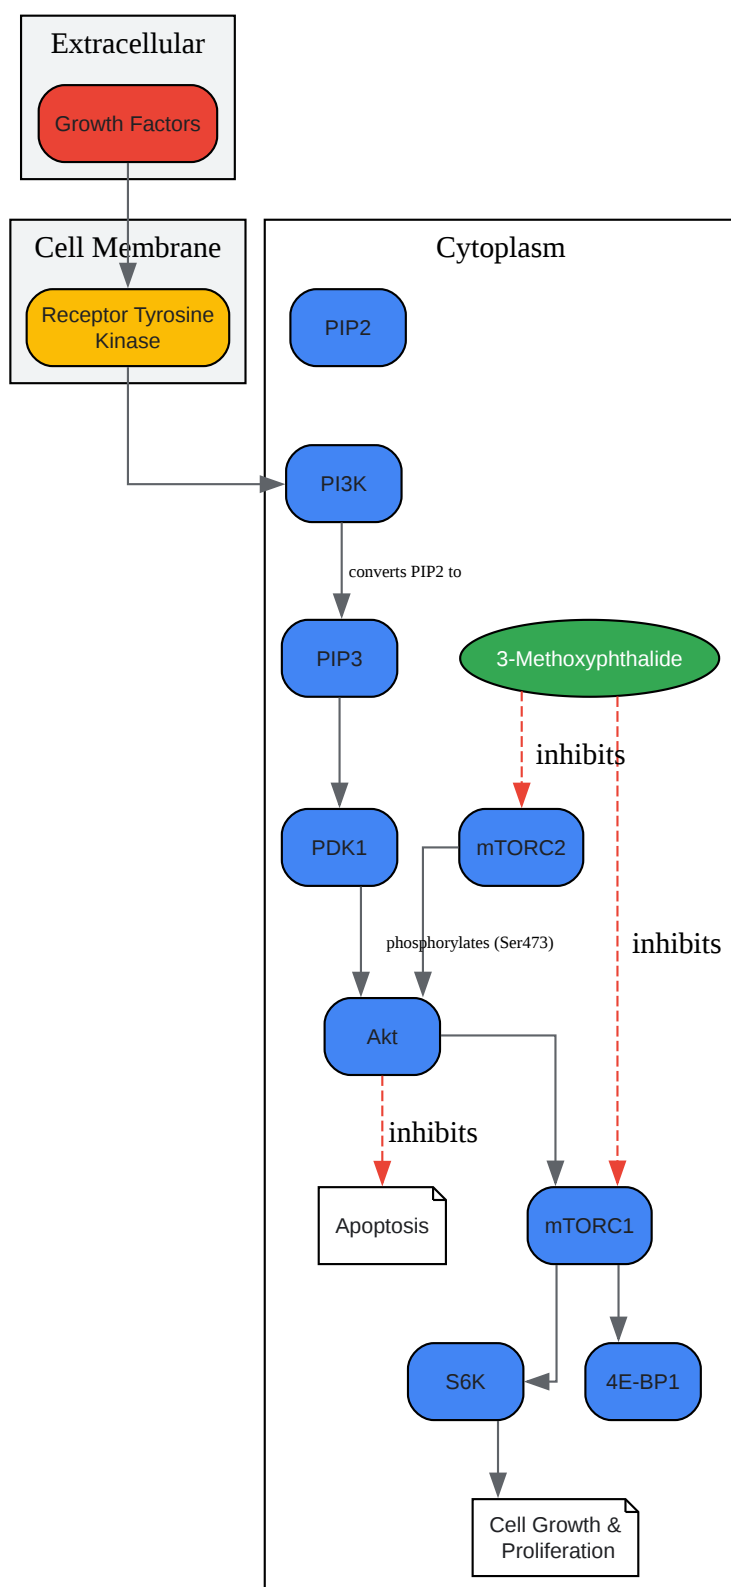 Extracellular
Growth Factors
Cell Membrane
Cytoplasm
Receptor Tyrosine
Kinase
PIP2
PI3K
converts PIP2 to
PIP3
3-Methoxyphthalide
inhibits
PDK1
mTORC2
phosphorylates (Ser473)
inhibits
Akt
inhibits
Apoptosis
mTORC1
S6K
4E-BP1
Cell Growth &
Proliferation